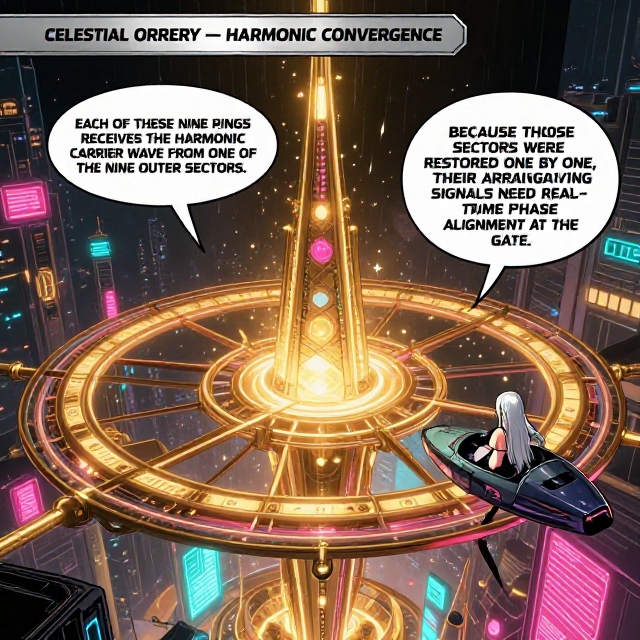 CELESTIAL ORRERY — HARMONIC CONVERGENCE
EACH OF THESE NINE RINGS
RECEIVES THE HARMONIC
CARRIER WAVE FROM ONE OF
THE NINE OUTER SECTORS.
BECAUSE THOSE
SECTORS WERE
RESTORED ONE BY ONE,
THEIR
SIGNALS NEED REAL-
TIME PHASE
ALIGNMENT AT THE
GATE.